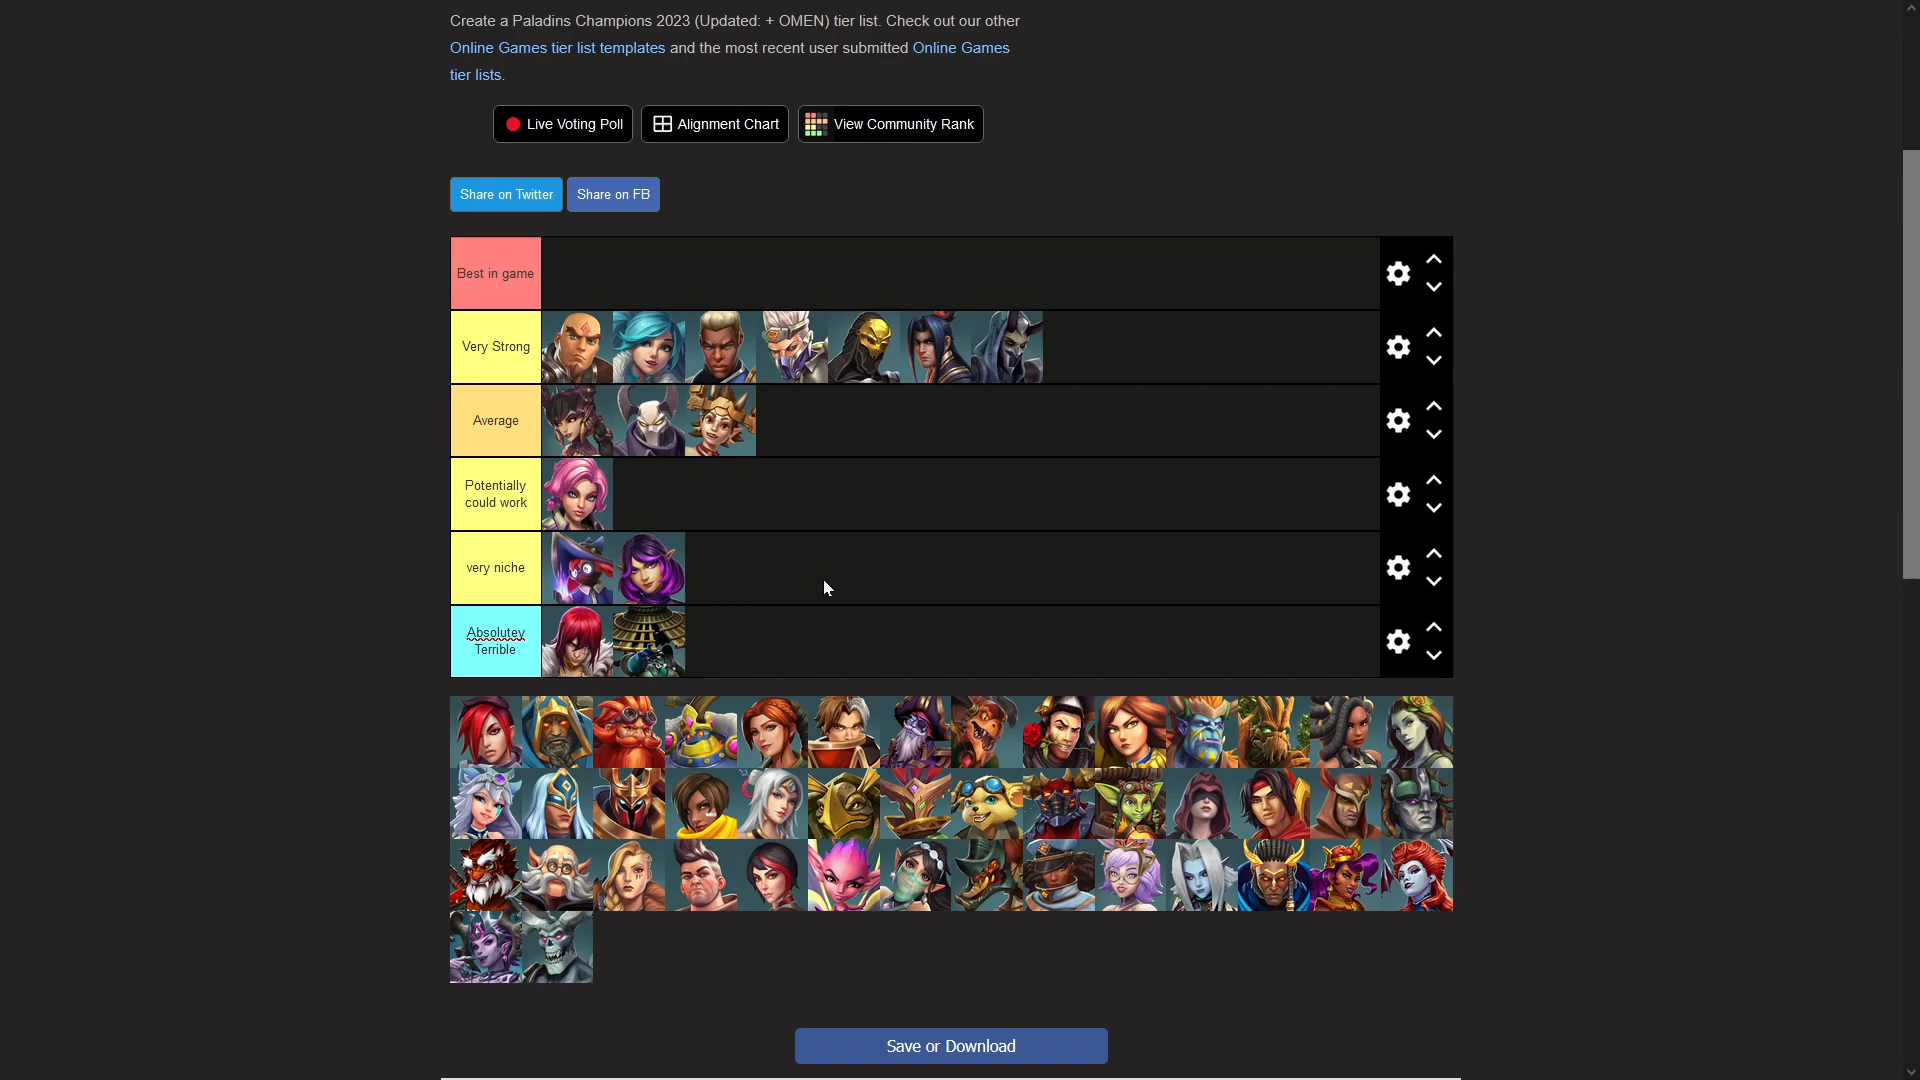 Create a Paladins Champions 2023 (Updated: + OMEN) tier list. Check out our other
Online Games tier list templates and the most recent user submitted Online Games
tier lists.
Live Voting Poll
Alignment Chart
View Community Rank
Share on Twitter
Share on FB
Best in game
Very Strong
Average
Potentially
could work
very niche
Absolutey
Terrible
Save or Download